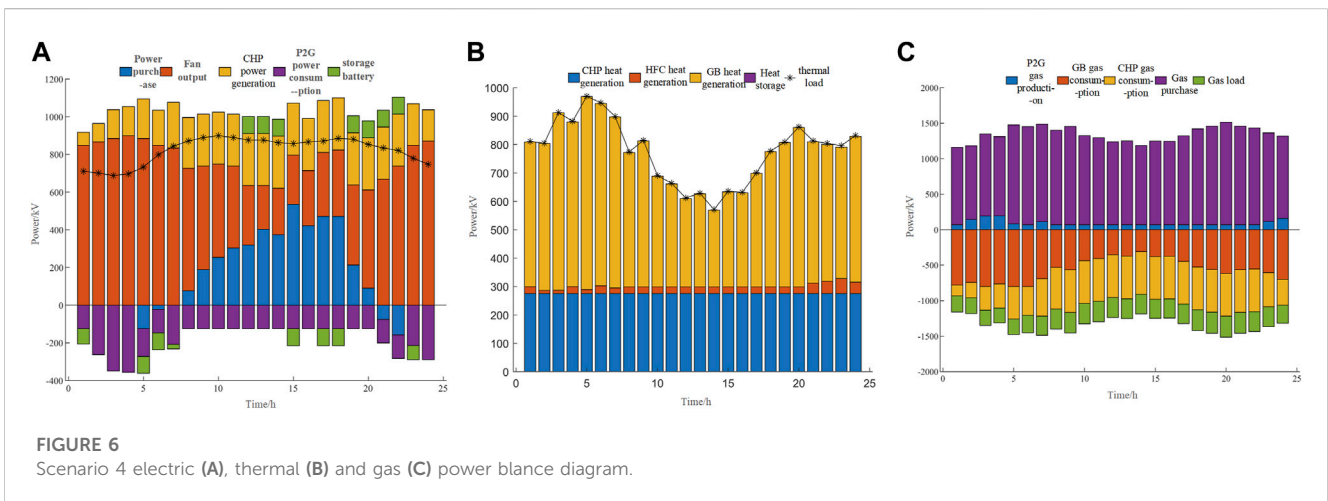 A
Power purch -ase
Fan output
CHP power generation
P2G power consum --ption
storage battery
1200
1000
800
600
400
200
0
-200
-400
Power/kV
0 5 10 15 20 25
Time/h
B
CHP heat generation
HFC heat generation
GB heat generation
Heat storage
thermal load
1000
900
800
700
600
500
400
300
200
100
0
Power/kV
0 5 10 15 20 25
Time/h
C
P2G gas producti- -on
GB gas consum- -ption
CHP gas consum- -ption
Gas purchase
Gas load
2000
1500
1000
500
0
-500
-1000
-1500
-2000
Power/kV
0 5 10 15 20 25
Time/h
FIGURE 6
Scenario 4 electric (A), thermal (B) and gas (C) power blance diagram.